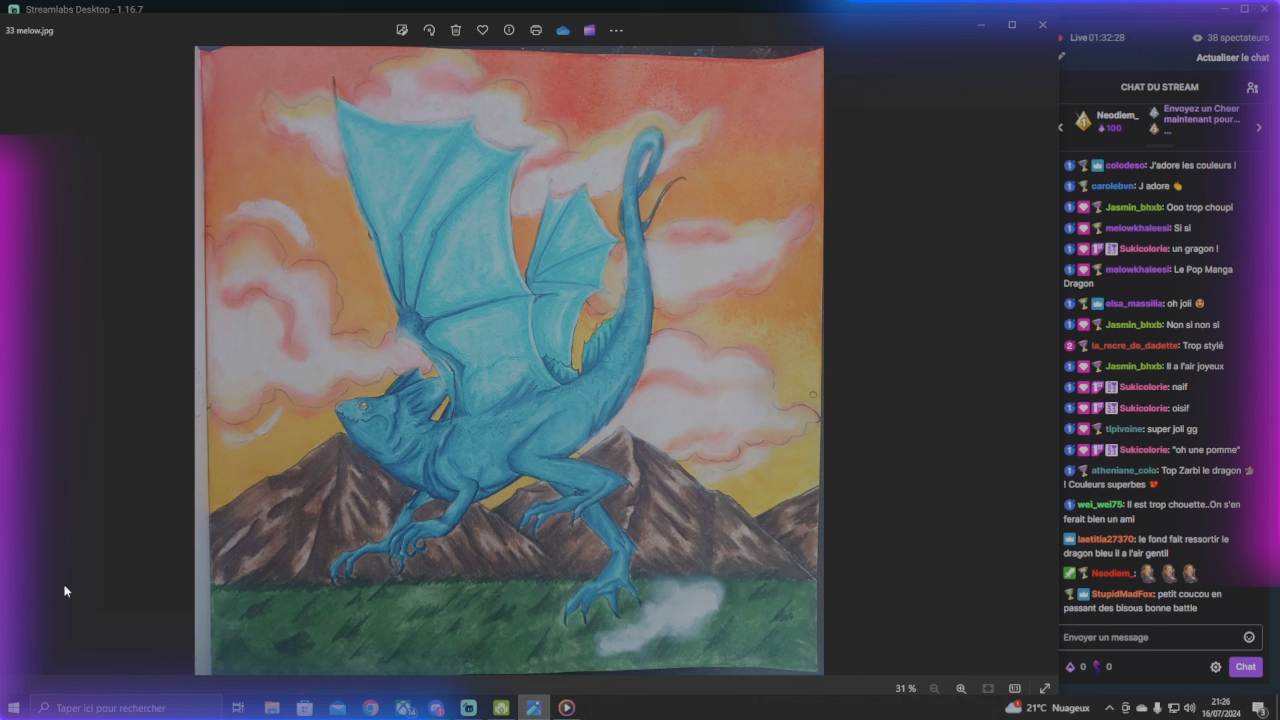 Streamlabs Desktop - 1.16.7
33 melow.jpg
Live 01:32:28
38 spectateurs
Actualiser le chat
CHAT DU STREAM
Neodiem_
100
Envoyez un Cheer
maintenant pour...
...
colodeso: J'adore les couleurs !
carolebvn: J adore
Jasmin_bhxb: Ooo trop choupi
melowkhaleesi: Si si
Sukicolorie: un gragon !
melowkhaleesi: Le Pop Manga
Dragon
elsa_massilia: oh joli
Jasmin_bhxb: Non si non si
la_recre_de_dadette: Trop stylé
Jasmin_bhxb: Il a l'air joyeux
Sukicolorie: naif
Sukicolorie: oisif
tipivoine: super joli gg
Sukicolorie: "oh une pomme"
atheniane_colo: Top Zarbi le dragon
! Couleurs superbes
wei_wei75: Il est trop chouette..On s'en
ferait bien un ami
laetitia27370: le fond fait ressortir le
dragon bleu il a l'air gentil
Neodiem_:
StupidMadFox: petit coucou en
passant des bisous bonne battle
Envoyer un message
0 0
Chat
31 %
Taper ici pour rechercher
21°C Nuageux
21:26
16/07/2024